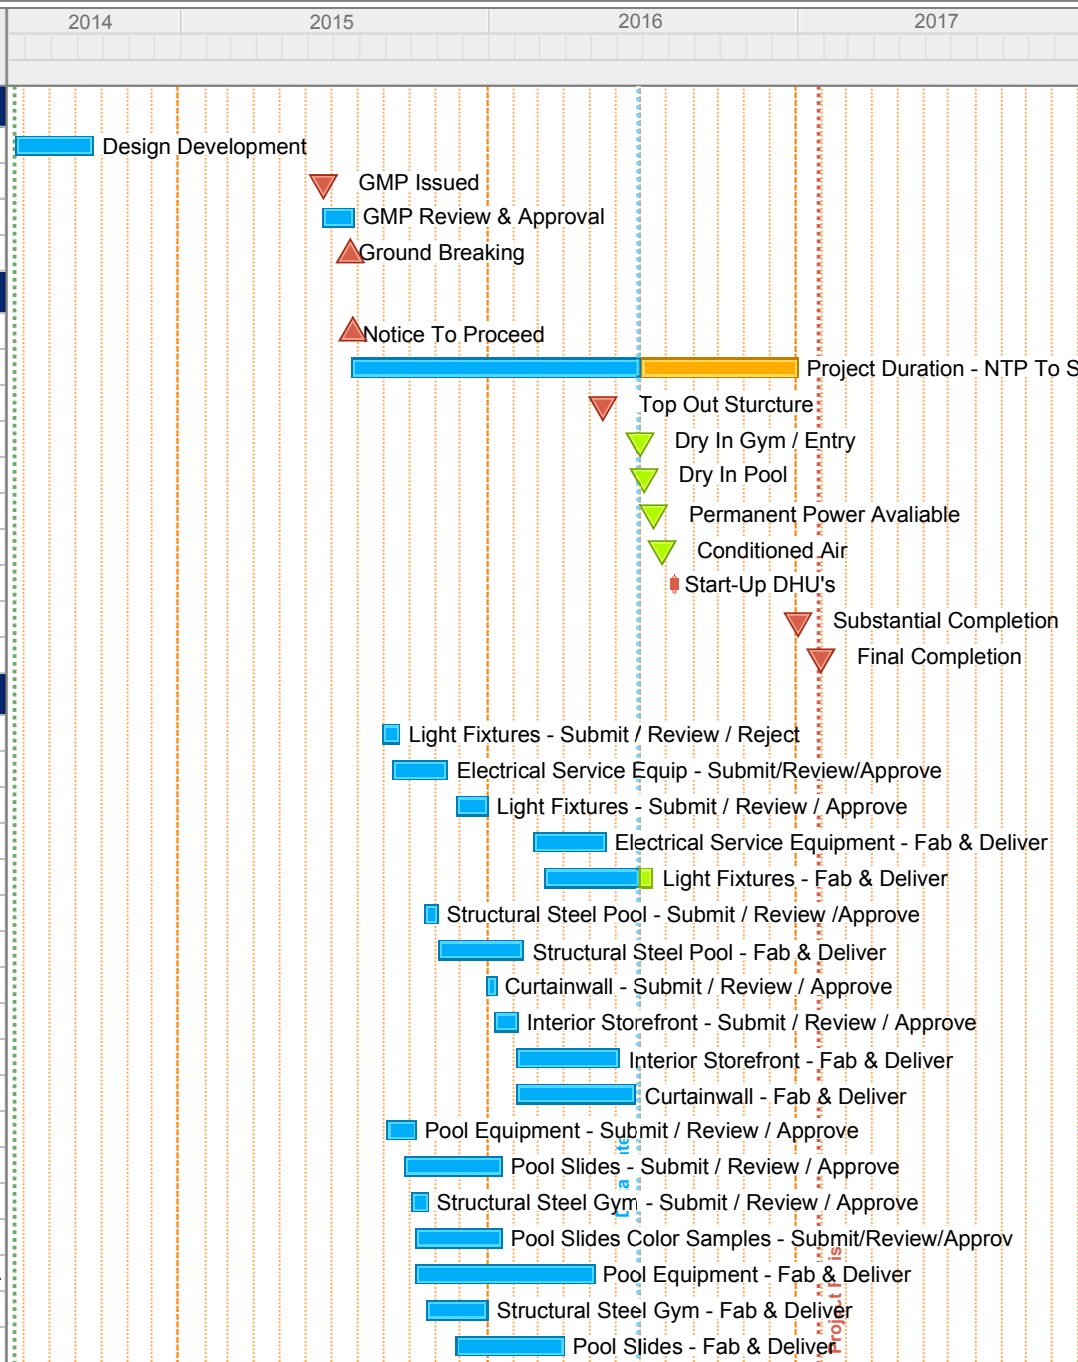 2014 2015 2016 2017
Design Development
GMP Issued
GMP Review & Approval
Ground Breaking
Notice To Proceed
Project Duration - NTP To S
Top Out Sturcture
Dry In Gym / Entry
Dry In Pool
Permanent Power Avaliable
Conditioned Air
Start-Up DHU's
Substantial Completion
Final Completion
Light Fixtures - Submit / Review / Reject
Electrical Service Equip - Submit/Review/Approve
Light Fixtures - Submit / Review / Approve
Electrical Service Equipment - Fab & Deliver
Light Fixtures - Fab & Deliver
Structural Steel Pool - Submit / Review /Approve
Structural Steel Pool - Fab & Deliver
Curtainwall - Submit / Review / Approve
Interior Storefront - Submit / Review / Approve
Interior Storefront - Fab & Deliver
Curtainwall - Fab & Deliver
Pool Equipment - Submit / Review / Approve
Pool Slides - Submit / Review / Approve
Structural Steel Gym - Submit / Review / Approve
Pool Slides Color Samples - Submit/Review/Approv
Pool Equipment - Fab & Deliver
Structural Steel Gym - Fab & Deliver
Pool Slides - Fab & Deliver